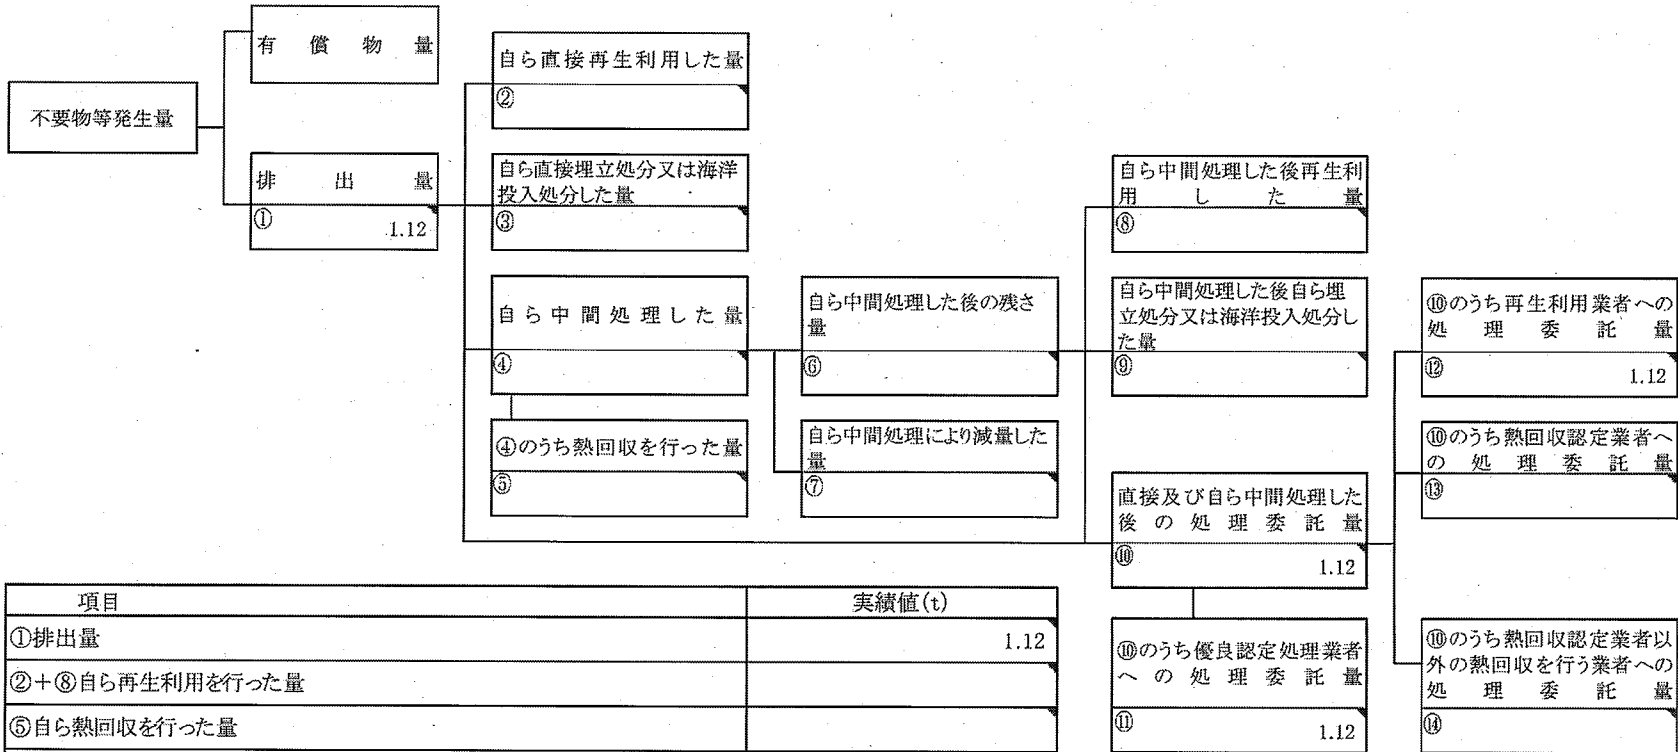 有償物量
不要物等発生量
排出量
① 1.12
自ら直接再生利用した量
②
自ら直接埋立処分又は海洋
投入処分した量
③
自ら中間処理した量
④
④のうち熱回収を行った量
⑤
自ら中間処理した後の残さ
量
⑥
自ら中間処理により減量した
量
⑦
自ら中間処理した後再生利
用した量
⑧
自ら中間処理した後自ら埋
立処分又は海洋投入処分し
た量
⑨
直接及び自ら中間処理した
後の処理委託量
⑩ 1.12
⑩のうち優良認定処理業者
への処理委託量
⑪ 1.12
⑩のうち再生利用業者への
処理委託量
⑫ 1.12
⑩のうち熱回収認定業者へ
の処理委託量
⑬
⑩のうち熱回収認定業者以
外の熱回収を行う業者への
処理委託量
⑭
項目 実績値(t)
①排出量 1.12
②+⑧自ら再生利用を行った量
⑤自ら熱回収を行った量